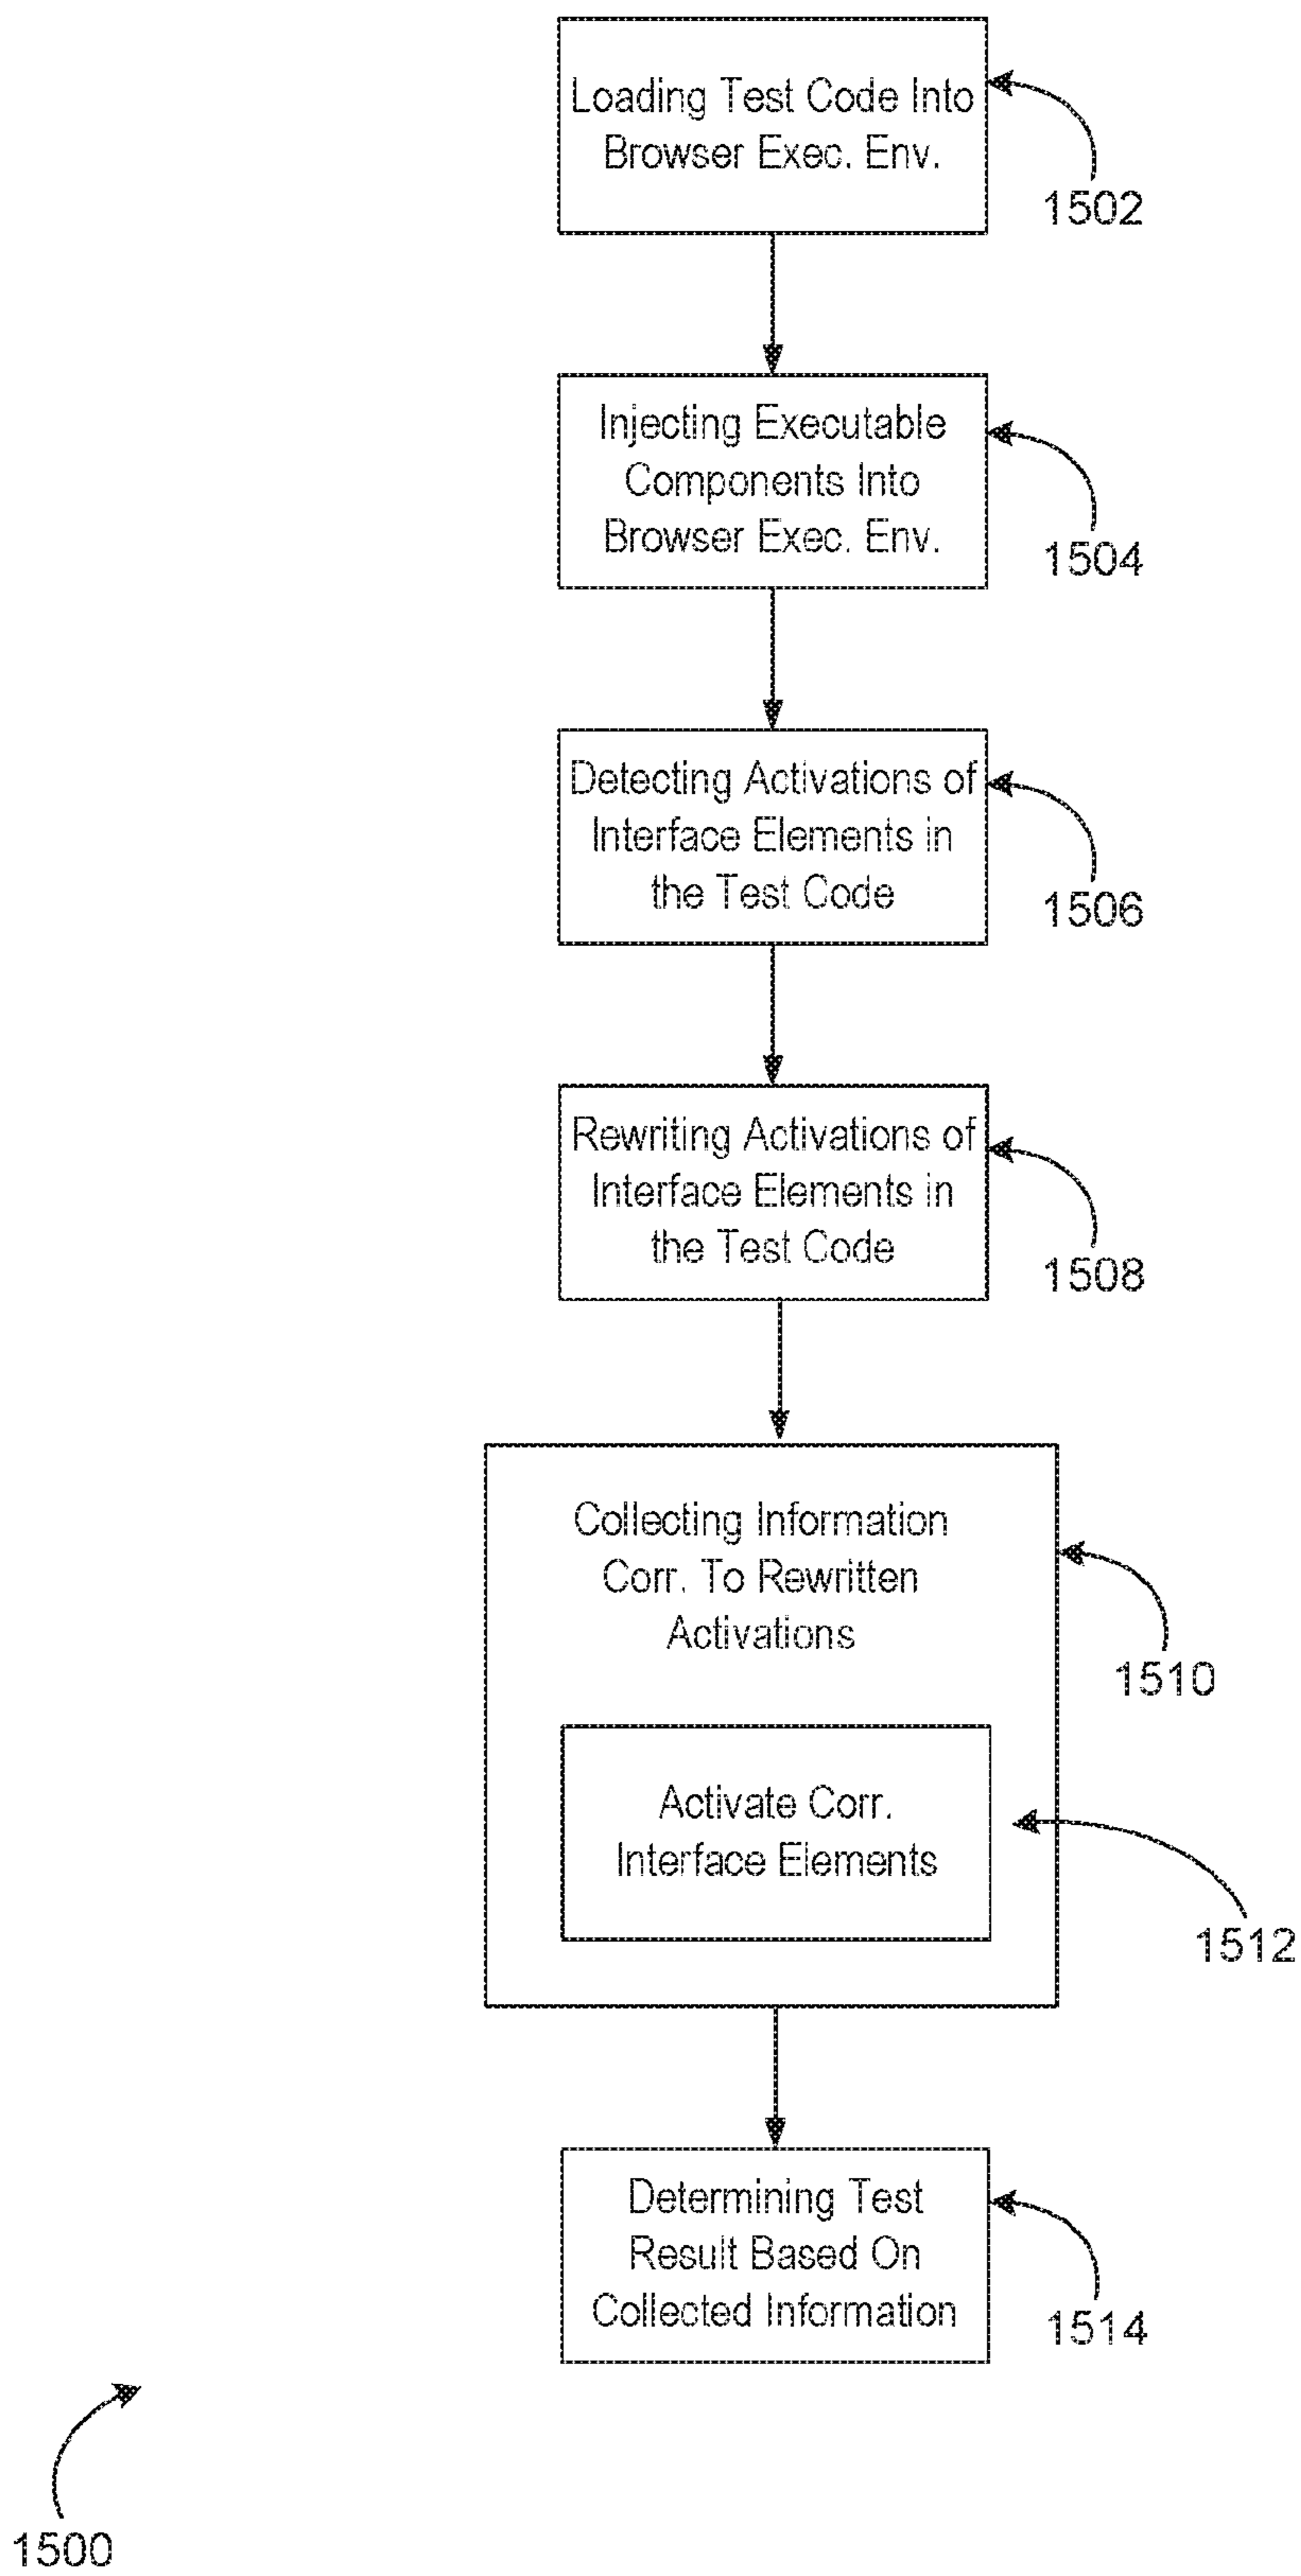 Loading Test Code Into
Browser Exec. Env.
1502
Injecting Executable
Components Into
Browser Exec. Env.
1504
Detecting Activations of
Interface Elements in
the Test Code
1506
Rewriting Activations of
Interface Elements in
the Test Code
1508
Collecting Information
Corr. To Rewritten
Activations
1510
Activate Corr.
Interface Elements
1512
Determining Test
Result Based On
Collected Information
1514
1500